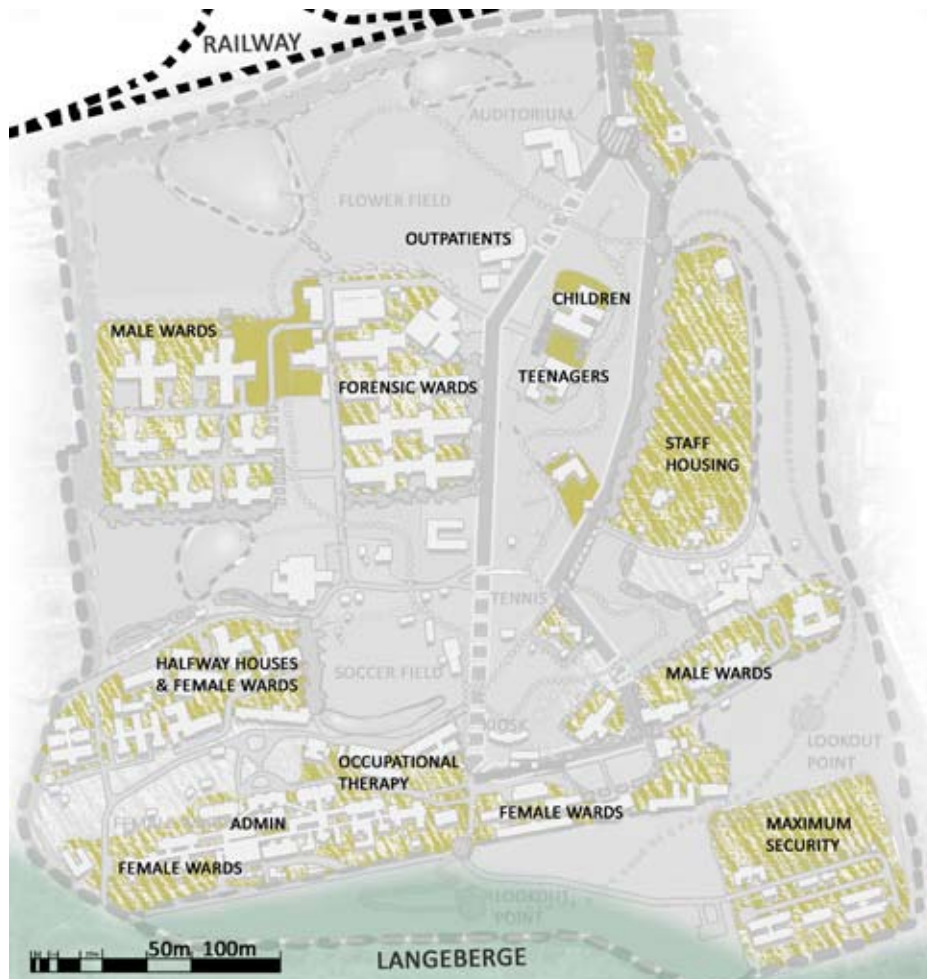 RAILWAY
AUDITORIUM
FLOWER FIELD
OUTPATIENTS
CHILDREN
MALE WARDS
TEENAGERS
FORENSIC WARDS
STAFF
HOUSING
TENNIS
HALFWAY HOUSES
& FEMALE WARDS
SOCCER FIELD
MALE WARDS
KIOSK
LOOKOUT
POINT
OCCUPATIONAL
THERAPY
FEMALE WARDS
ADMIN
MAXIMUM
SECURITY
FEMALE WARDS
LOOKOUT
POINT
50m 100m
LANGEBERGE